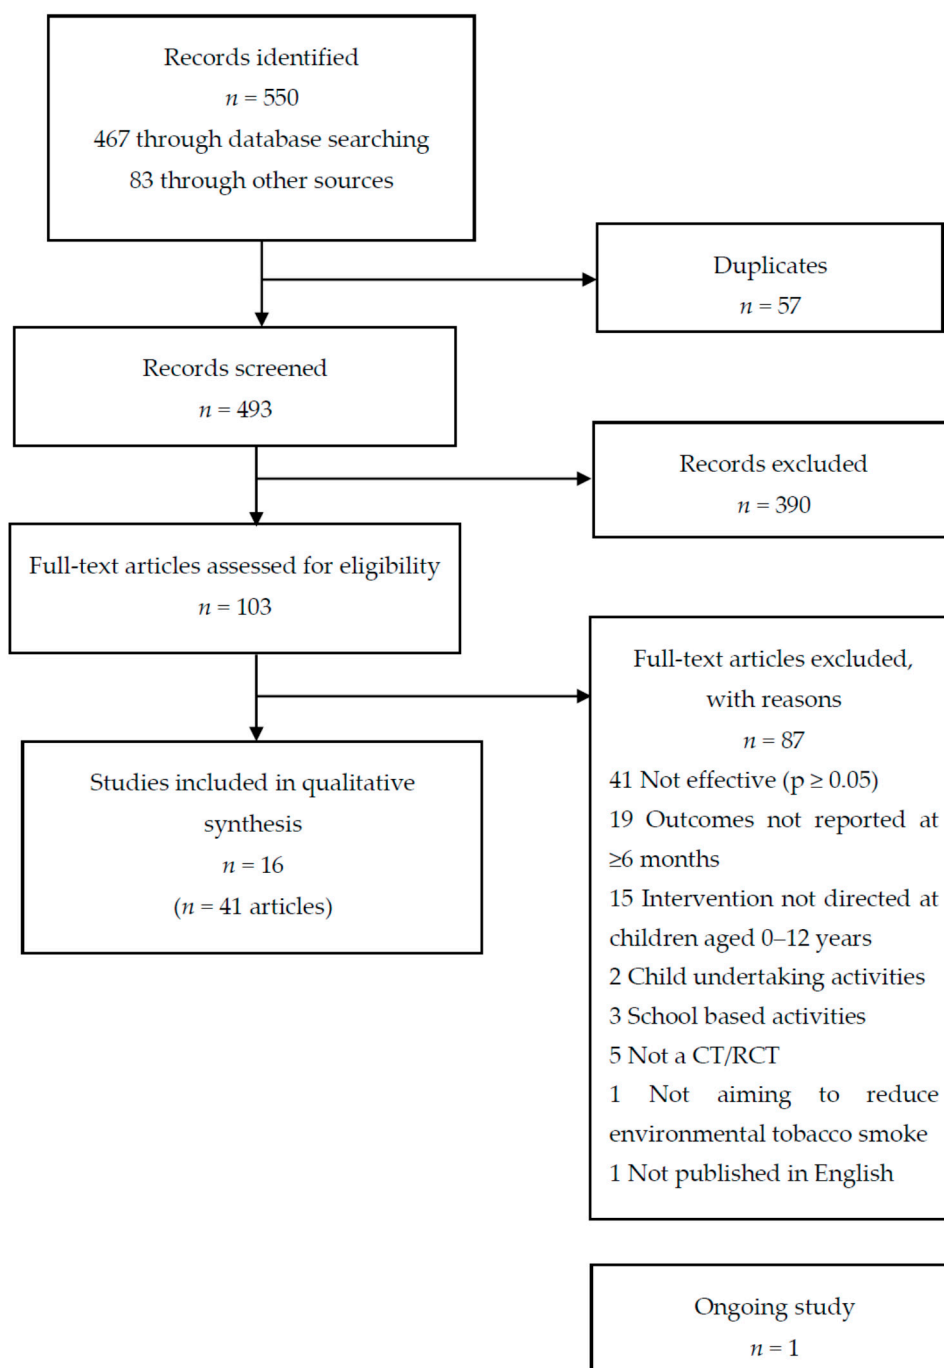 Records identified
n = 550
467 through database searching
83 through other sources
Duplicates
n = 57
Records screened
n = 493
Records excluded
n = 390
Full-text articles assessed for eligibility
n = 103
Full-text articles excluded,
with reasons
n = 87
41 Not effective (p ≥ 0.05)
19 Outcomes not reported at
≥6 months
15 Intervention not directed at
children aged 0–12 years
2 Child undertaking activities
3 School based activities
5 Not a CT/RCT
1 Not aiming to reduce
environmental tobacco smoke
1 Not published in English
Studies included in qualitative
synthesis
n = 16
(n = 41 articles)
Ongoing study
n = 1